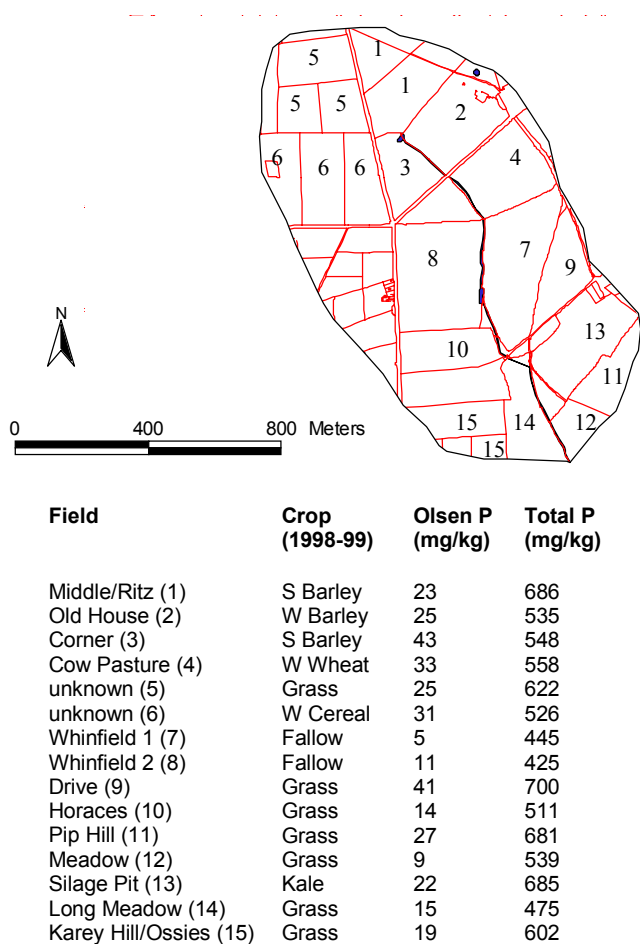 5 1
1
5 5 2
6 6 6 3 4
8 7 9
N
10 13
11
0 400 800 Meters
15 14 12
15
Field Crop Olsen P Total P
(1998-99) (mg/kg) (mg/kg)
Middle/Ritz (1) S Barley 23 686
Old House (2) W Barley 25 535
Corner (3) S Barley 43 548
Cow Pasture (4) W Wheat 33 558
unknown (5) Grass 25 622
unknown (6) W Cereal 31 526
Whinfield 1 (7) Fallow 5 445
Whinfield 2 (8) Fallow 11 425
Drive (9) Grass 41 700
Horaces (10) Grass 14 511
Pip Hill (11) Grass 27 681
Meadow (12) Grass 9 539
Silage Pit (13) Kale 22 685
Long Meadow (14) Grass 15 475
Karey Hill/Ossies (15) Grass 19 602